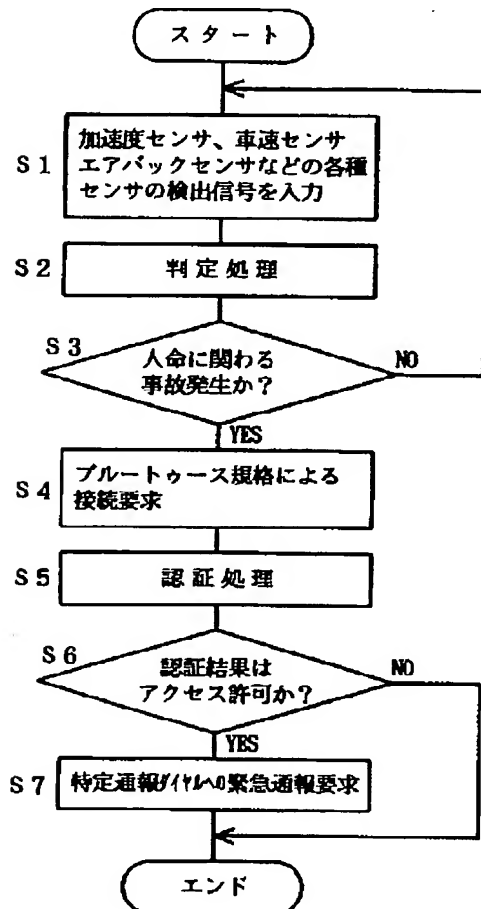 スタート
S1
加速度センサ、車速センサ
エアバックセンサなどの各種
センサの検出信号を入力
S2
判定処理
S3
人命に関わる
事故発生か？
NO
YES
S4
ブルートゥース規格による
接続要求
S5
認証処理
S6
認証結果は
アクセス許可か？
NO
YES
S7
特定通報ダイヤルへの緊急通報要求
エンド